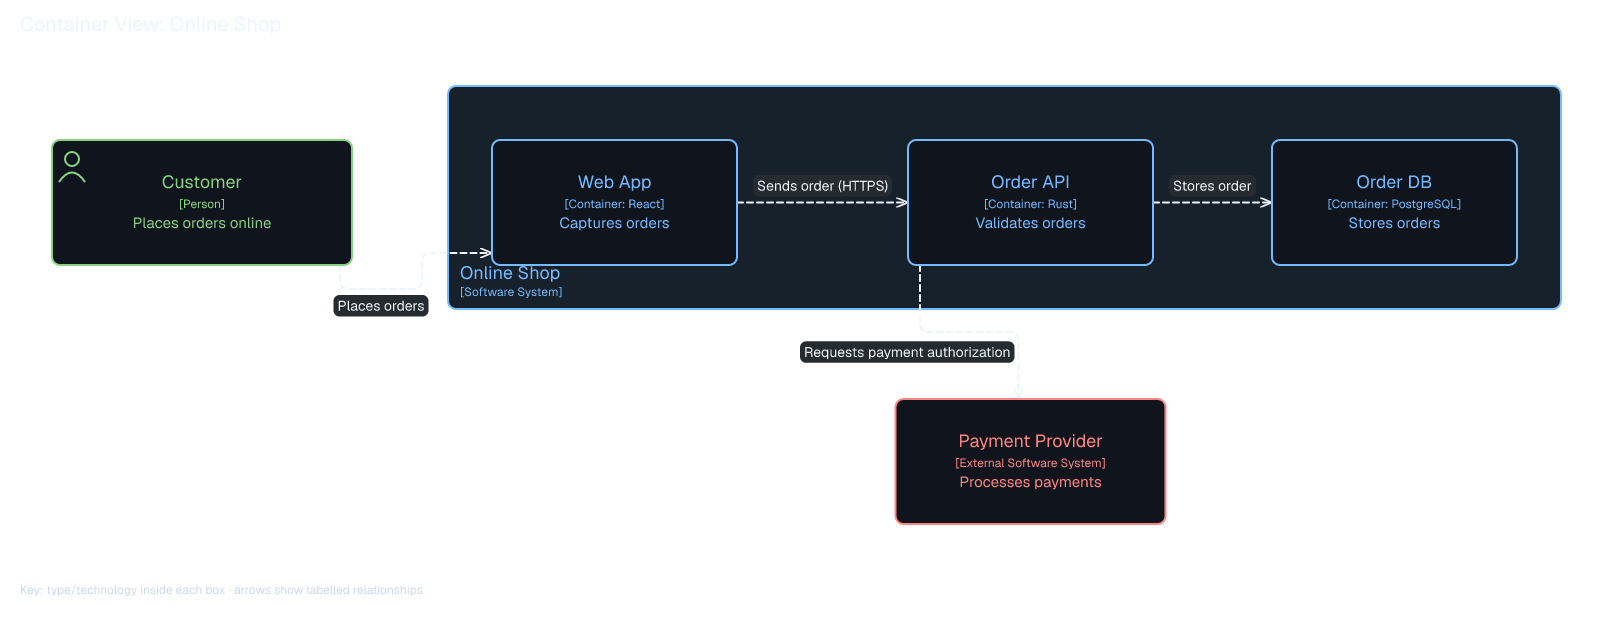 Container View: Online Shop
Customer
[Person]
Places orders online
Places orders
Web App
[Container: React]
Captures orders
Sends order (HTTPS)
Order API
[Container: Rust]
Validates orders
Stores order
Order DB
[Container: PostgreSQL]
Stores orders
Online Shop
[Software System]
Requests payment authorization
Payment Provider
[External Software System]
Processes payments
Key: type/technology inside each box · arrows show labelled relationships